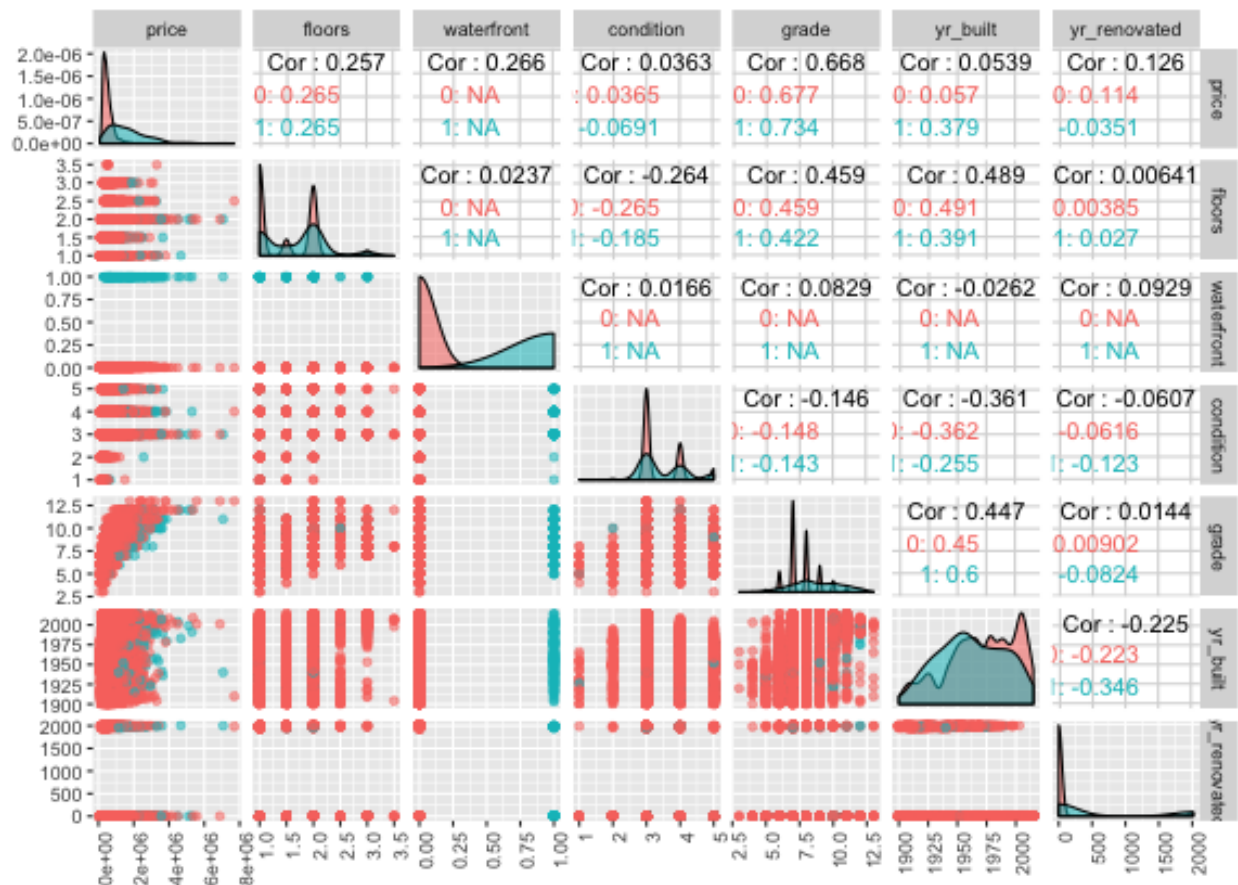 price floors waterfront condition grade yr_built yr_renovated
2.0e-06 Cor : 0.257 Cor : 0.266 Cor : 0.0363 Cor : 0.668 Cor : 0.0539 Cor : 0.126 price
1.5e-06
1.0e-06 0: 0.265 0: NA : 0.0365 0: 0.677 0: 0.057 0: 0.114
5.0e-07 1: 0.265 1: NA -0.0691 1: 0.734 1: 0.379 -0.0351
0.0e+00
3.5 Cor : 0.0237 Cor : -0.264 Cor : 0.459 Cor : 0.489 Cor : 0.00641 floors
3.0
2.5 0: NA ): -0.265 0: 0.459 0: 0.491 0.00385
2.0
1.5 1: NA 1: -0.185 1: 0.422 1: 0.391 1: 0.027
1.0
1.00 Cor : 0.0166 Cor : 0.0829 Cor : -0.0262 Cor : 0.0929 waterfront
0.75
0.50 0: NA 0: NA 0: NA 0: NA
0.25 1: NA 1: NA 1: NA 1: NA
0.00
5 Cor : -0.146 Cor : -0.361 Cor : -0.0607 condition
4
3 ): -0.148 ): -0.362 -0.0616
2 1: -0.143 1: -0.255 1: -0.123
1
12.5 Cor : 0.447 Cor : 0.0144 grade
10.0 0: 0.45 0.00902
7.5
5.0 1: 0.6 -0.0824
2.5
2000 Cor : -0.225 yr_built
1975 0: -0.223
1950
1925 1: -0.346
1900
2000 yr_renovated
1500
1000
500
0
0e+00 2e+06 4e+06 6e+06 8e+06 1.0 1.5 2.0 2.5 3.0 3.5 0.00 0.25 0.50 0.75 1.00 1 2 3 4 5 2.5 5.0 7.5 10.0 12.5 1900 1925 1950 1975 2000 0 500 1000 1500 2000